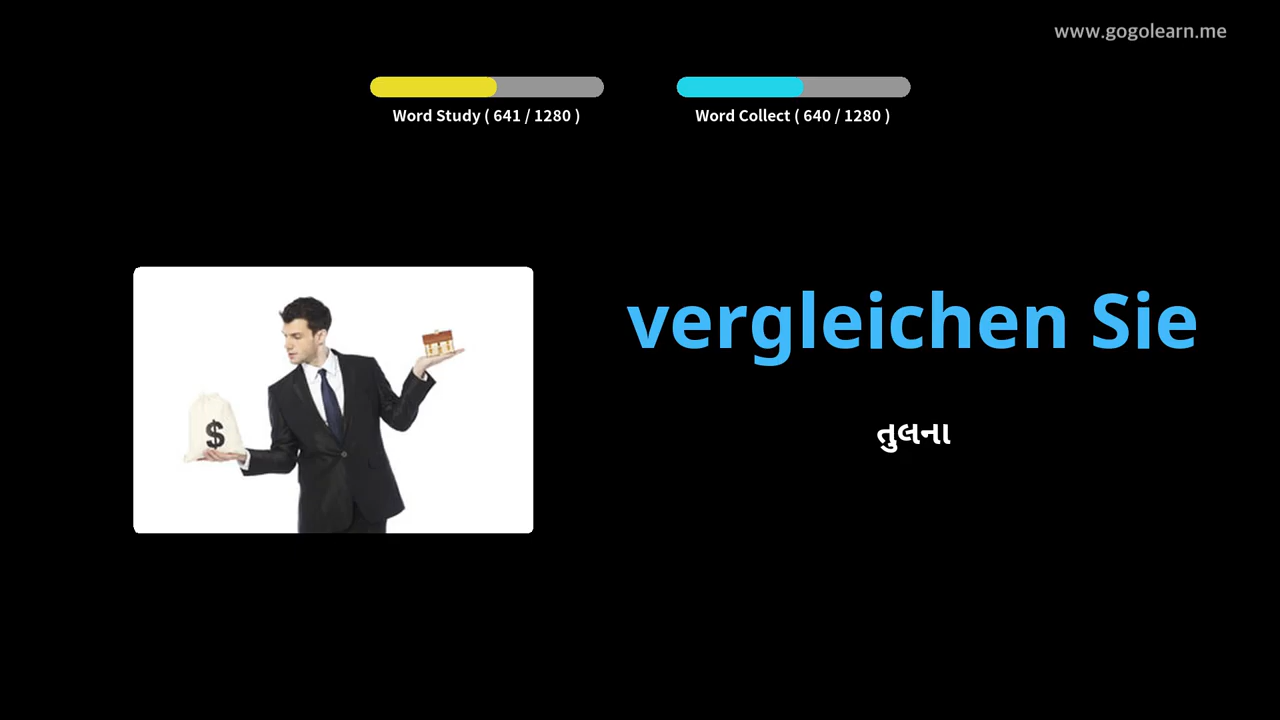 www.gogolearn.me
Word Study ( 641 / 1280 )
Word Collect ( 640 / 1280 )
vergleichen Sie
તુલના
$